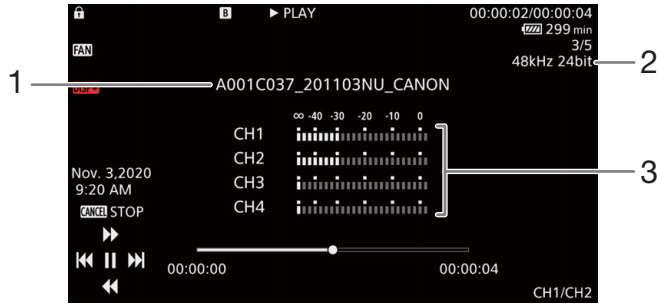 B ▶ PLAY 00:00:02/00:00:04
299 min
FAN 3/5
48kHz 24bit
2
1
A001C037_201103NU_CANON
∞ -40 -30 -20 -10 0
CH1
CH2
CH3
CH4
3
Nov. 3,2020
9:20 AM
CANCEL STOP
00:00:00 00:00:04
CH1/CH2